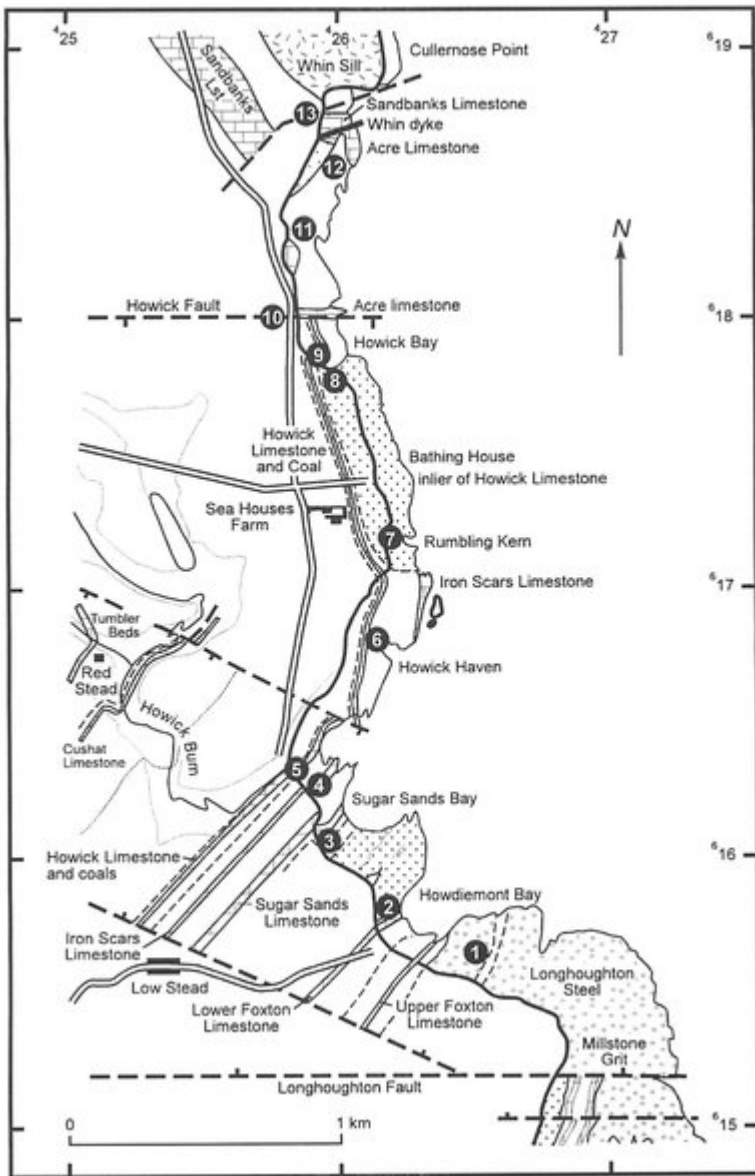 ⁴25
⁴26
⁴27
⁶19
Cullernose Point
Whin Sill
Sandbanks
Lst
13
Sandbanks Limestone
Whin dyke
Acre Limestone
12
11
N
Howick Fault
10
Acre limestone
⁶18
Howick Bay
9
8
Howick
Limestone
and Coal
Bathing House
inlier of Howick Limestone
Sea Houses
Farm
7
Rumbling Kern
Iron Scars Limestone
⁶17
Tumbler
Beds
Red
Stead
6
Howick Haven
Howick Burn
Cushat Limestone
5
4
Sugar Sands Bay
3
⁶16
Howick Limestone
and coals
Sugar Sands
Limestone
2
Howdiemont Bay
Iron Scars
Limestone
1
Low Stead
Lower Foxton
Limestone
Upper Foxton
Limestone
Longhoughton
Steel
Millstone
Grit
Longhoughton Fault
0
1 km
⁶15